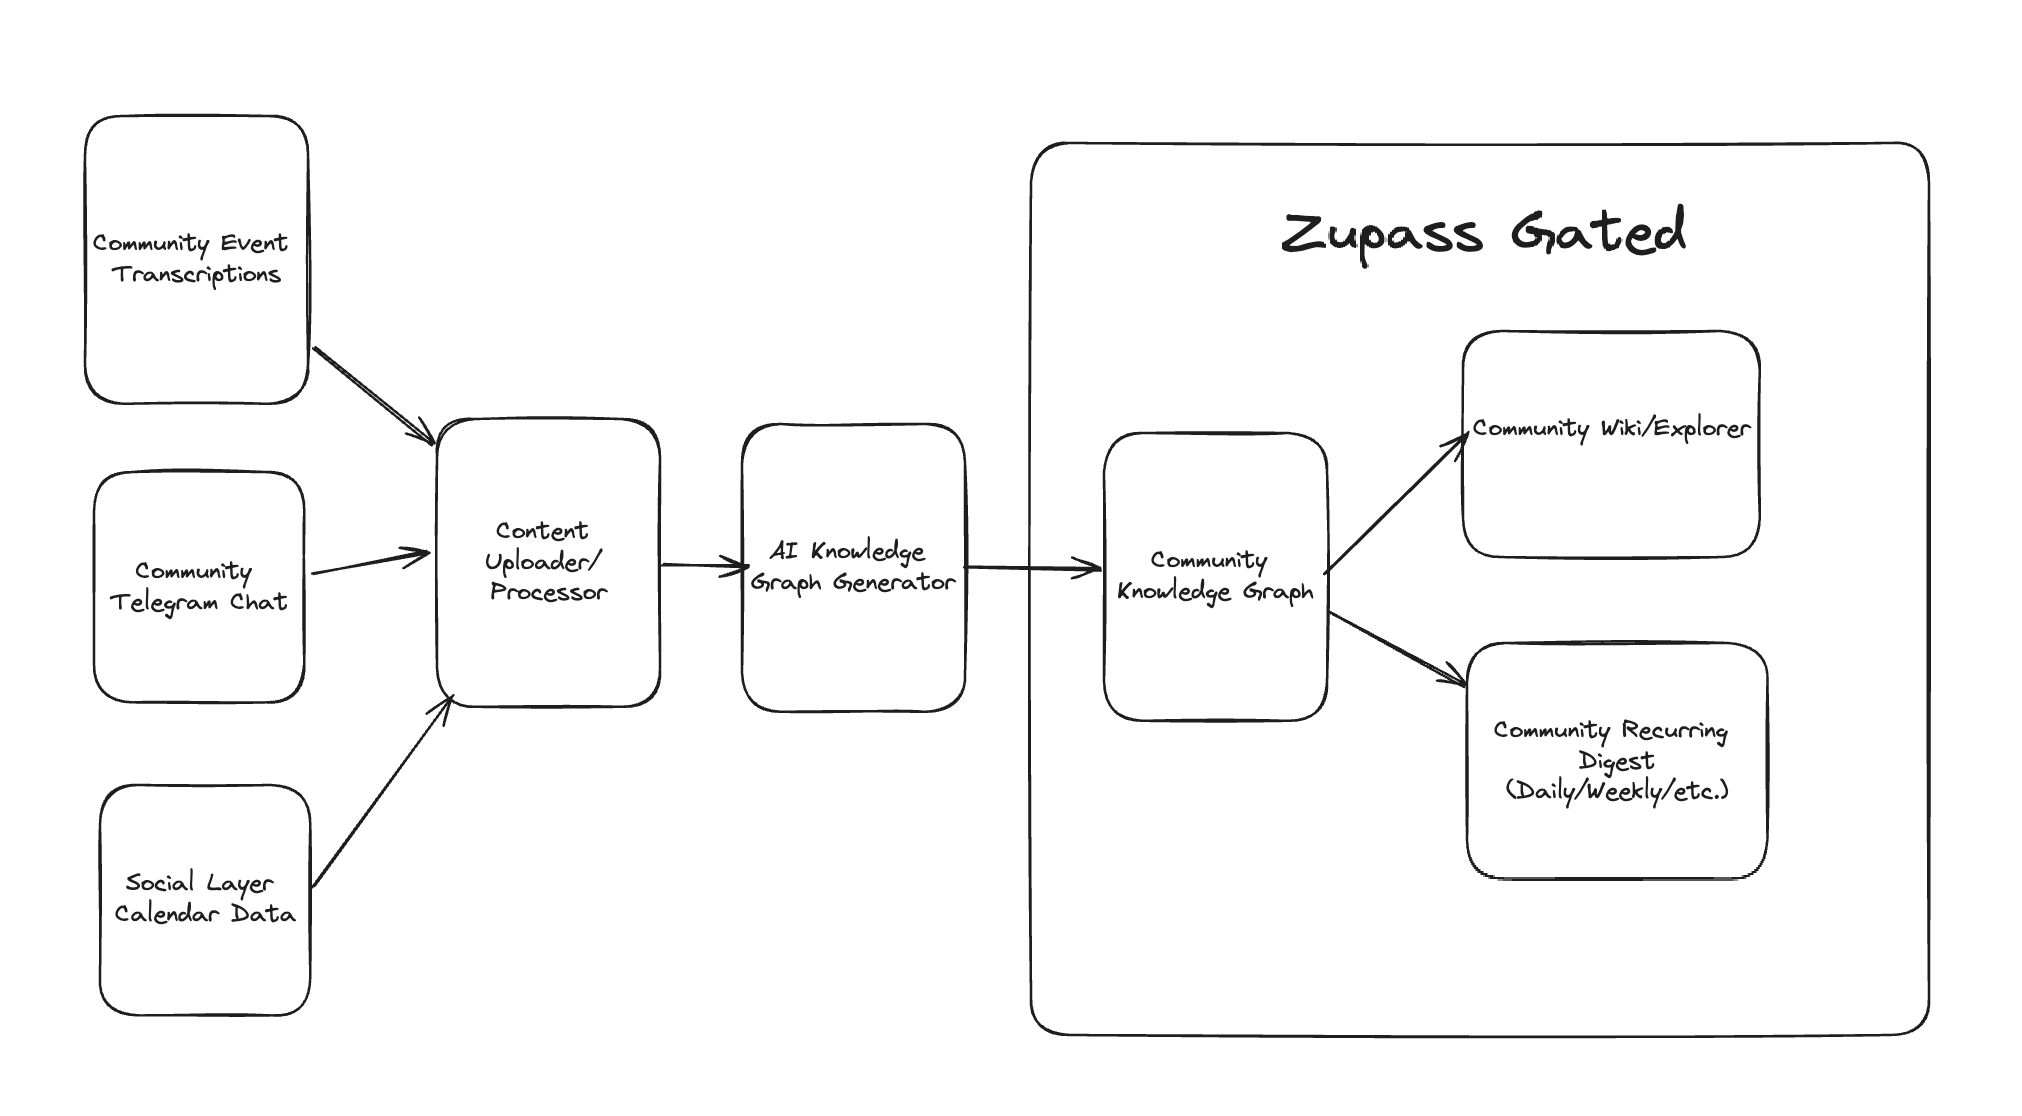 Community Event
Transcriptions
Community
Telegram Chat
Social Layer
Calendar Data
Content
Uploader/
Processor
AI Knowledge
Graph Generator
Zupass Gated
Community
Knowledge Graph
Community Wiki/Explorer
Community Recurring
Digest
(Daily/Weekly/etc.)